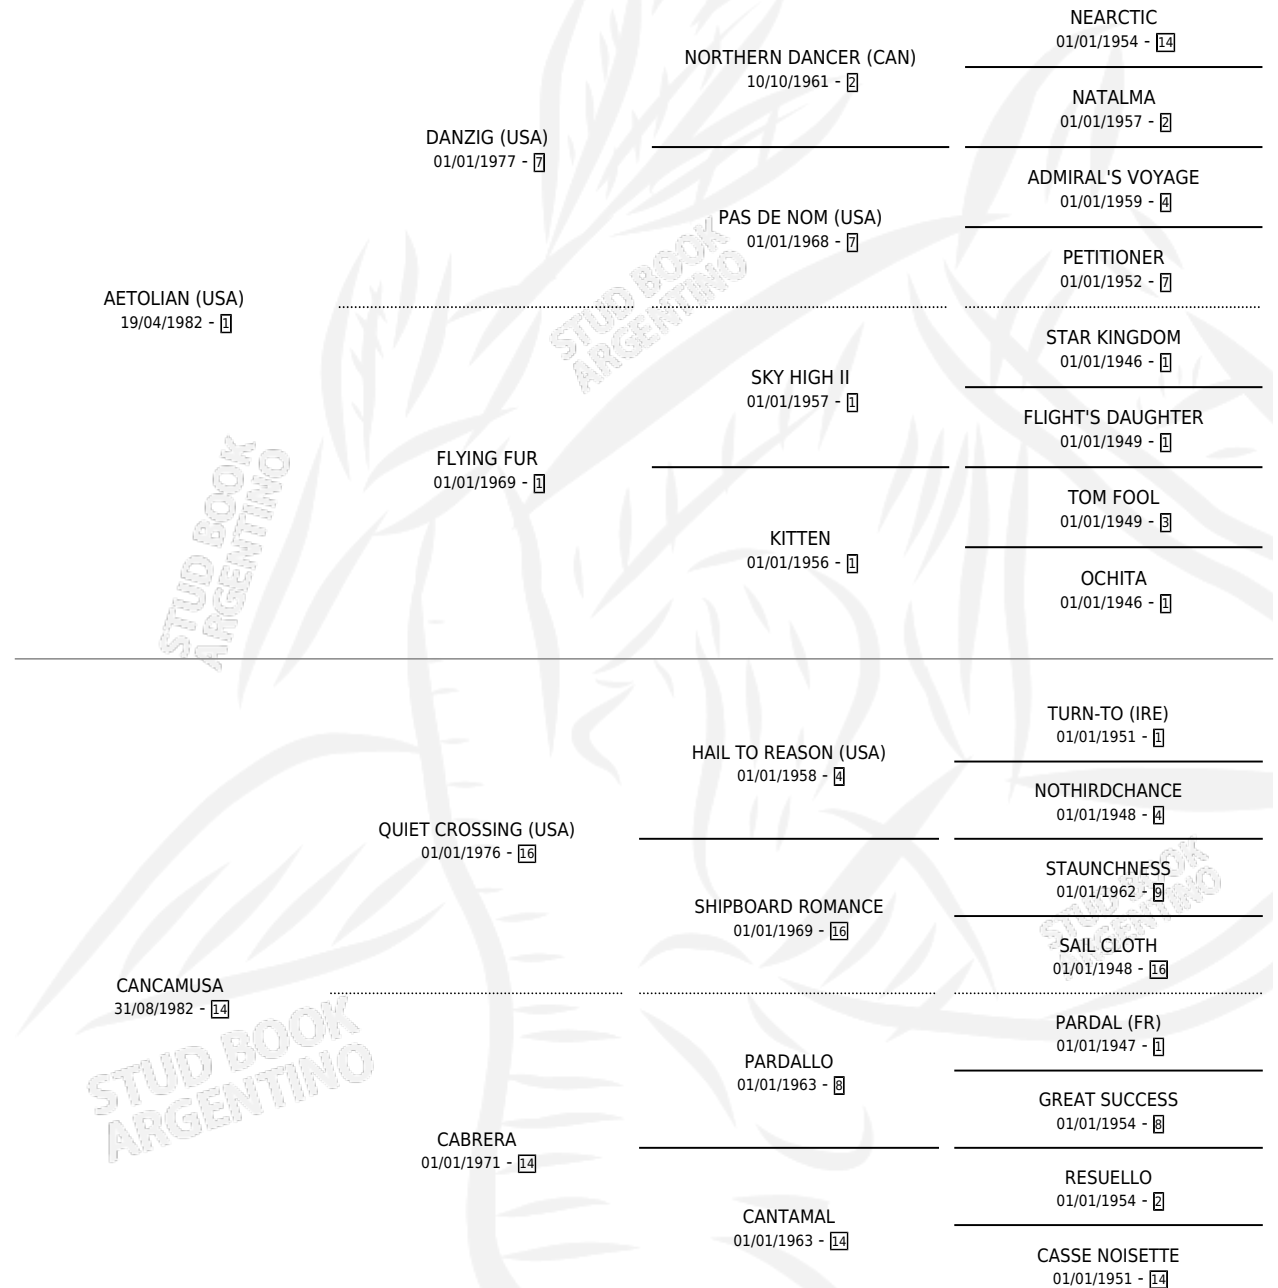 NEARCTIC
01/01/1954 - 14
NORTHERN DANCER (CAN)
10/10/1961 - 2
NATALMA
01/01/1957 - 2
DANZIG (USA)
01/01/1977 - 7
ADMIRAL'S VOYAGE
01/01/1959 - 4
PAS DE NOM (USA)
01/01/1968 - 7
PETITIONER
01/01/1952 - 7
AETOLIAN (USA)
19/04/1982 - 1
STUD BOOK
ARGENTINO
STAR KINGDOM
01/01/1946 - 1
SKY HIGH II
01/01/1957 - 1
FLIGHT'S DAUGHTER
01/01/1949 - 1
FLYING FUR
01/01/1969 - 1
TOM FOOL
01/01/1949 - 3
KITTEN
01/01/1956 - 1
OCHITA
01/01/1946 - 1
STUD BOOK
ARGENTINO
TURN-TO (IRE)
01/01/1951 - 1
HAIL TO REASON (USA)
01/01/1958 - 4
NOTHIRDCHANCE
01/01/1948 - 4
QUIET CROSSING (USA)
01/01/1976 - 16
STAUNCHNESS
01/01/1962 - 9
SHIPBOARD ROMANCE
01/01/1969 - 16
SAIL CLOTH
01/01/1948 - 16
STUD BOOK
ARGENTINO
CANCAMUSA
31/08/1982 - 14
PARDAL (FR)
01/01/1947 - 1
PARDALLO
01/01/1963 - 8
GREAT SUCCESS
01/01/1954 - 8
STUD BOOK
ARGENTINO
CABRERA
01/01/1971 - 14
RESUELLO
01/01/1954 - 2
CANTAMAL
01/01/1963 - 14
CASSE NOISETTE
01/01/1951 - 14